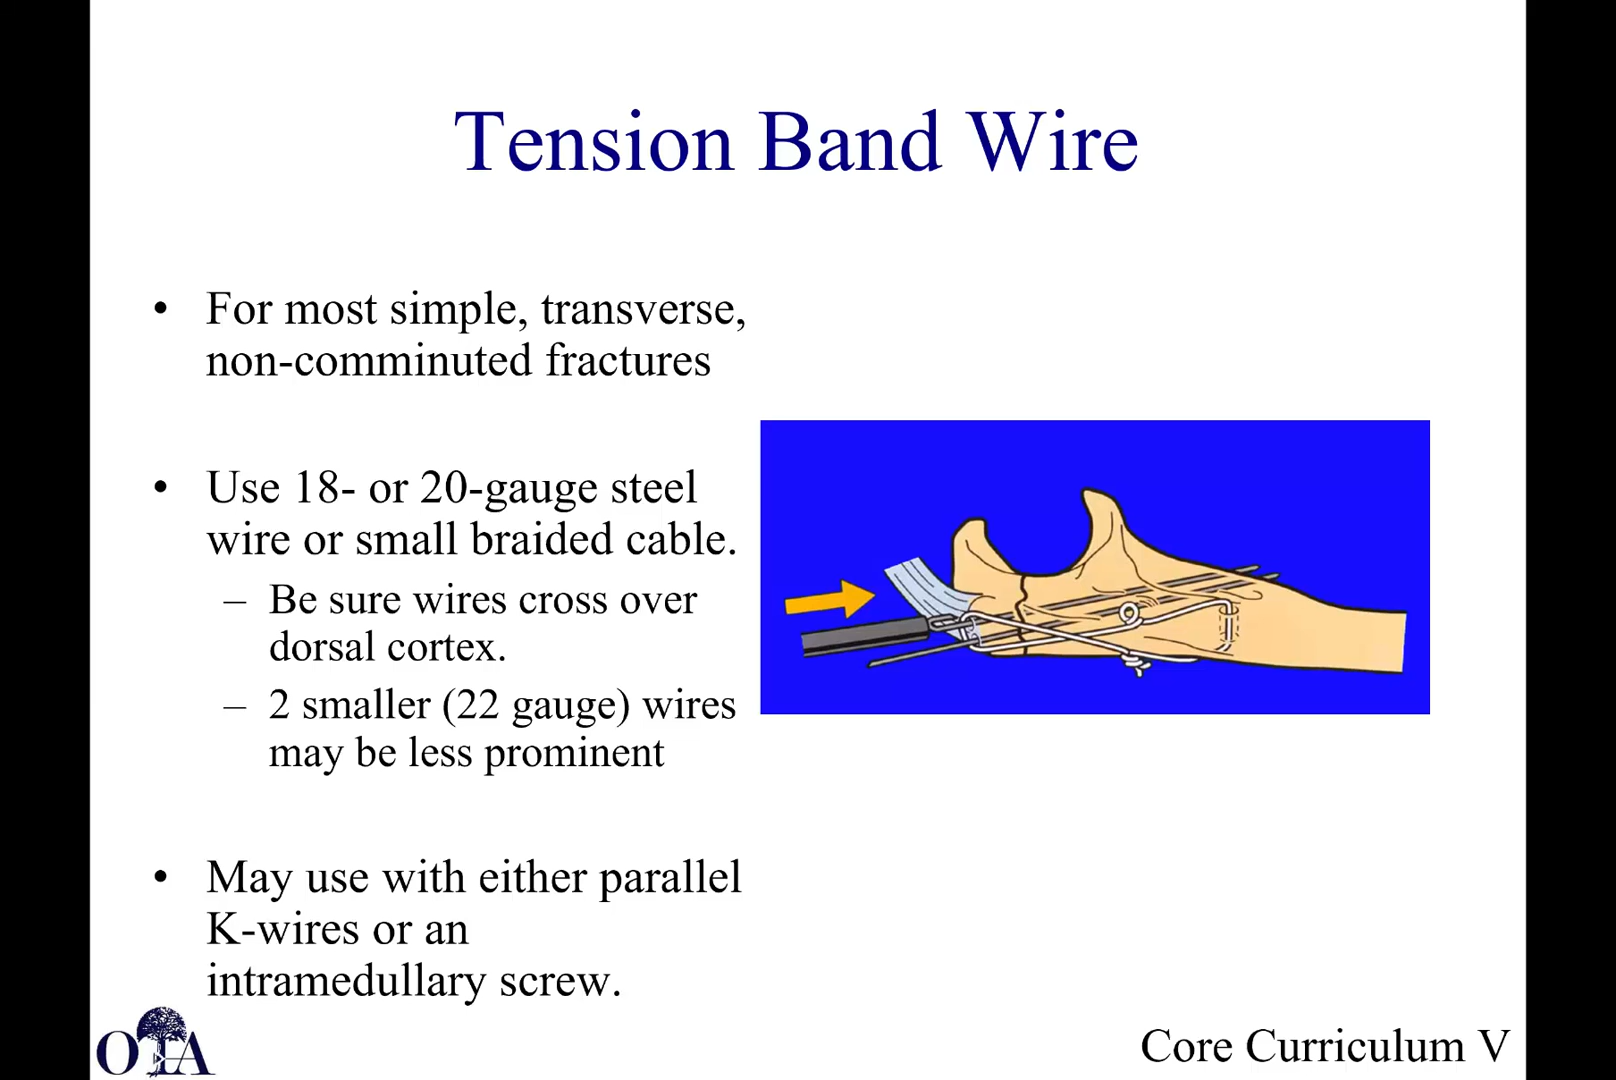 Tension Band Wire
• For most simple, transverse,
non-comminuted fractures
• Use 18- or 20-gauge steel
wire or small braided cable.
– Be sure wires cross over
dorsal cortex.
– 2 smaller (22 gauge) wires
may be less prominent
• May use with either parallel
K-wires or an
intramedullary screw.
OTA
Core Curriculum V